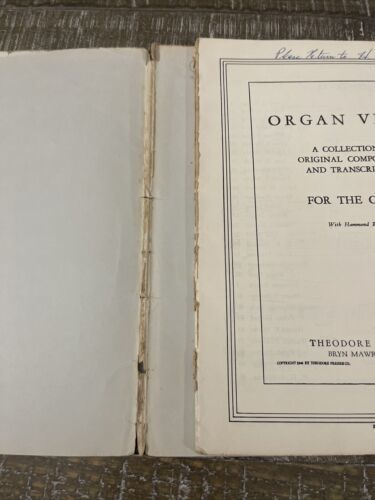 Please Return to H
ORGAN V
A COLLECTION
ORIGINAL COMPO
AND TRANSCRI
FOR THE O
With Hammond R
THEODORE
BRYN MAWR
COPYRIGHT BY THEODORE PRESSER CO.